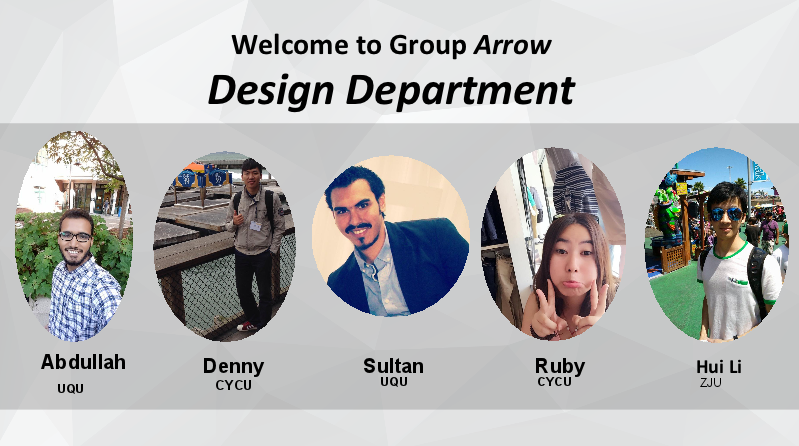 Welcome to Group Arrow
Design Department
Abdullah
UQU
Denny
CYCU
Sultan
UQU
Ruby
CYCU
Hui Li
ZJU